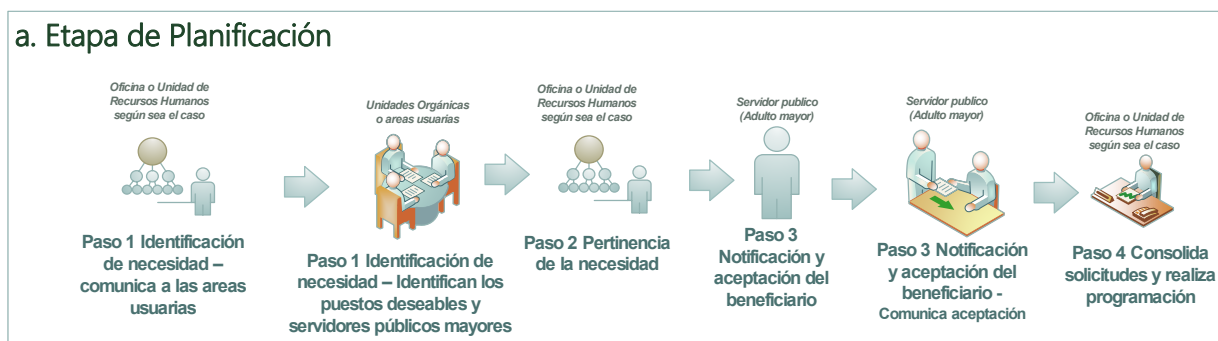 a. Etapa de Planificación
Oficina o Unidad de
Recursos Humanos
según sea el caso
Paso 1 Identificación
de necesidad –
comunica a las areas
usuarias
Unidades Orgánicas
o areas usuarias
Paso 1 Identificación de
necesidad – Identifican los
puestos deseables y
servidores públicos mayores
Oficina o Unidad de
Recursos Humanos
según sea el caso
Paso 2 Pertinencia
de la necesidad
Servidor publico
(Adulto mayor)
Paso 3
Notificación y
aceptación del
beneficiario
Servidor publico
(Adulto mayor)
Paso 3 Notificación
y aceptación del
beneficiario -
Comunica aceptación
Oficina o Unidad de
Recursos Humanos
según sea el caso
Paso 4 Consolida
solicitudes y realiza
programación